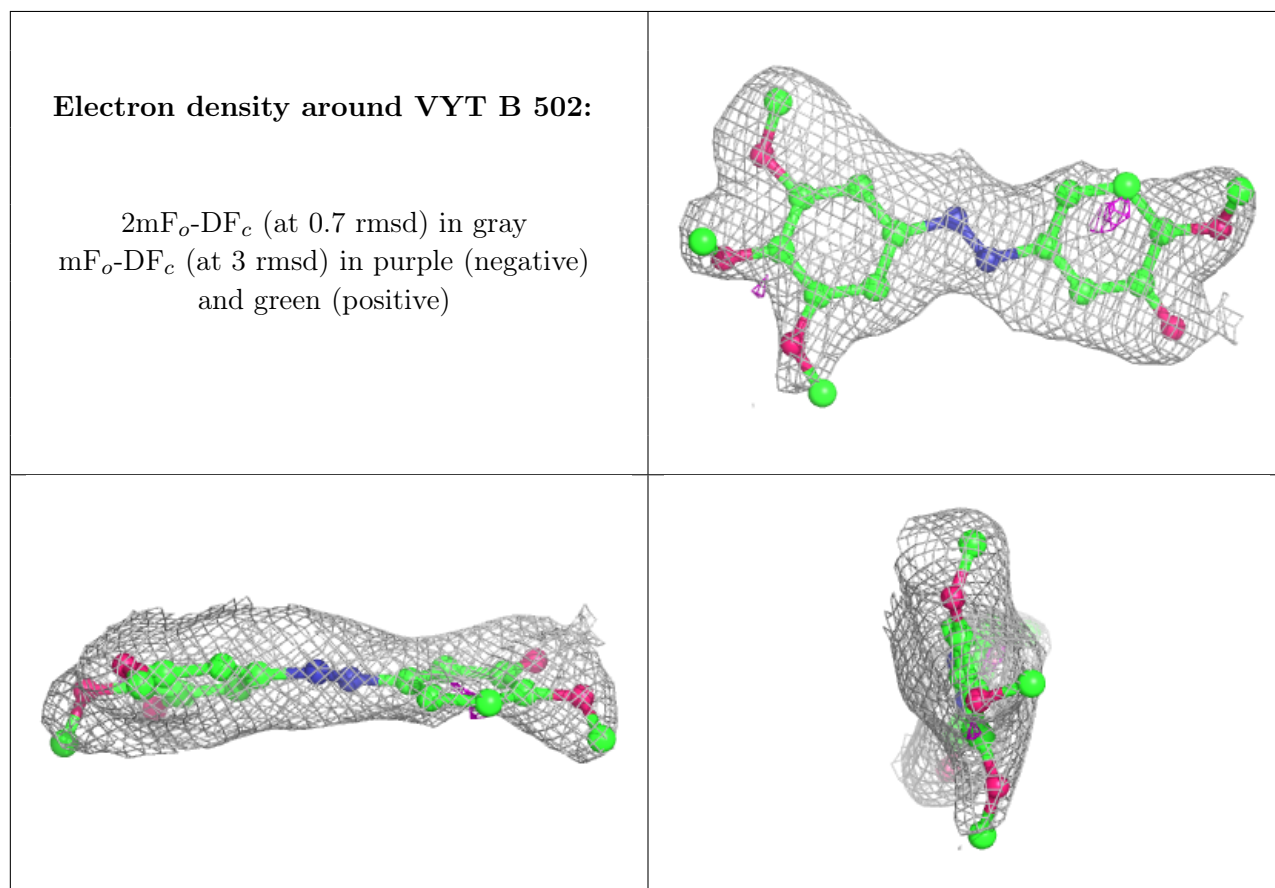 Electron density around VYT B 502:
2mFo-DFc (at 0.7 rmsd) in gray
mFo-DFc (at 3 rmsd) in purple (negative)
and green (positive)